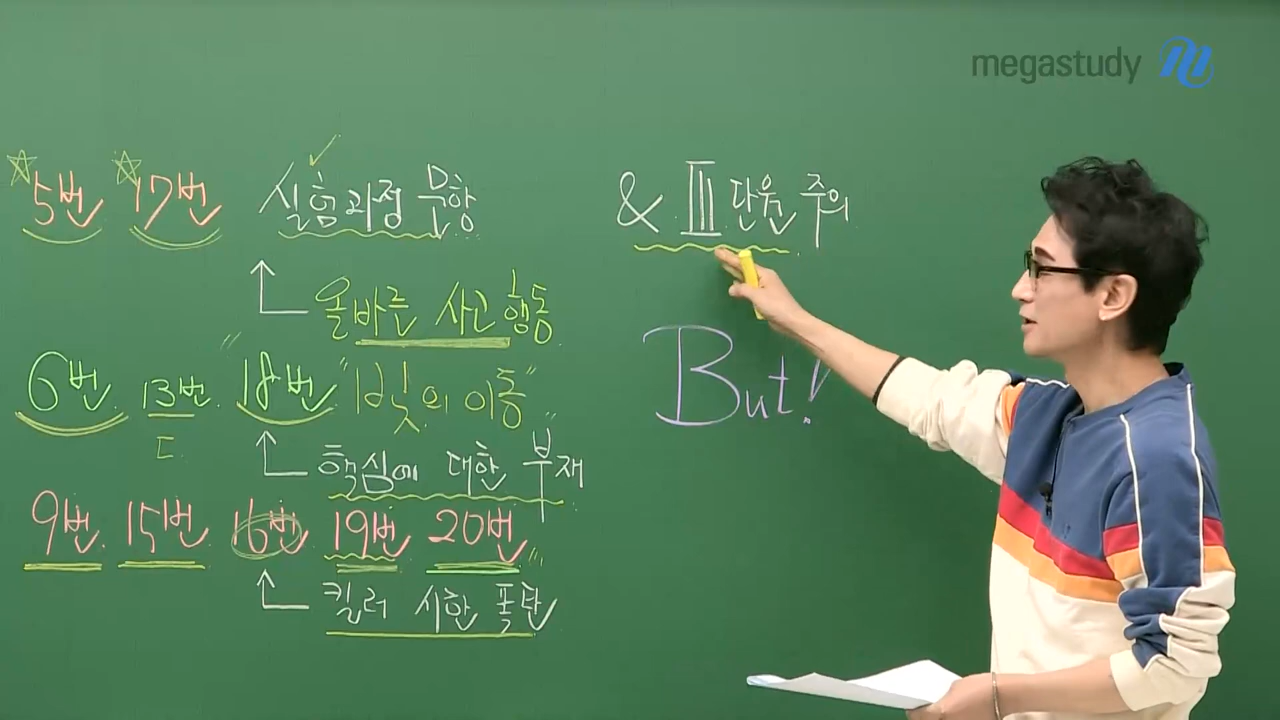 megastudy
5번 17번 실험과정 문항
올바른 사고 행동
6번 13번 18번 "빛의 이동"
E
핵심에 대한 부재
9번 15번 16번 19번 20번
킬러 시한 폭탄
& Ⅲ단원 주의
But!